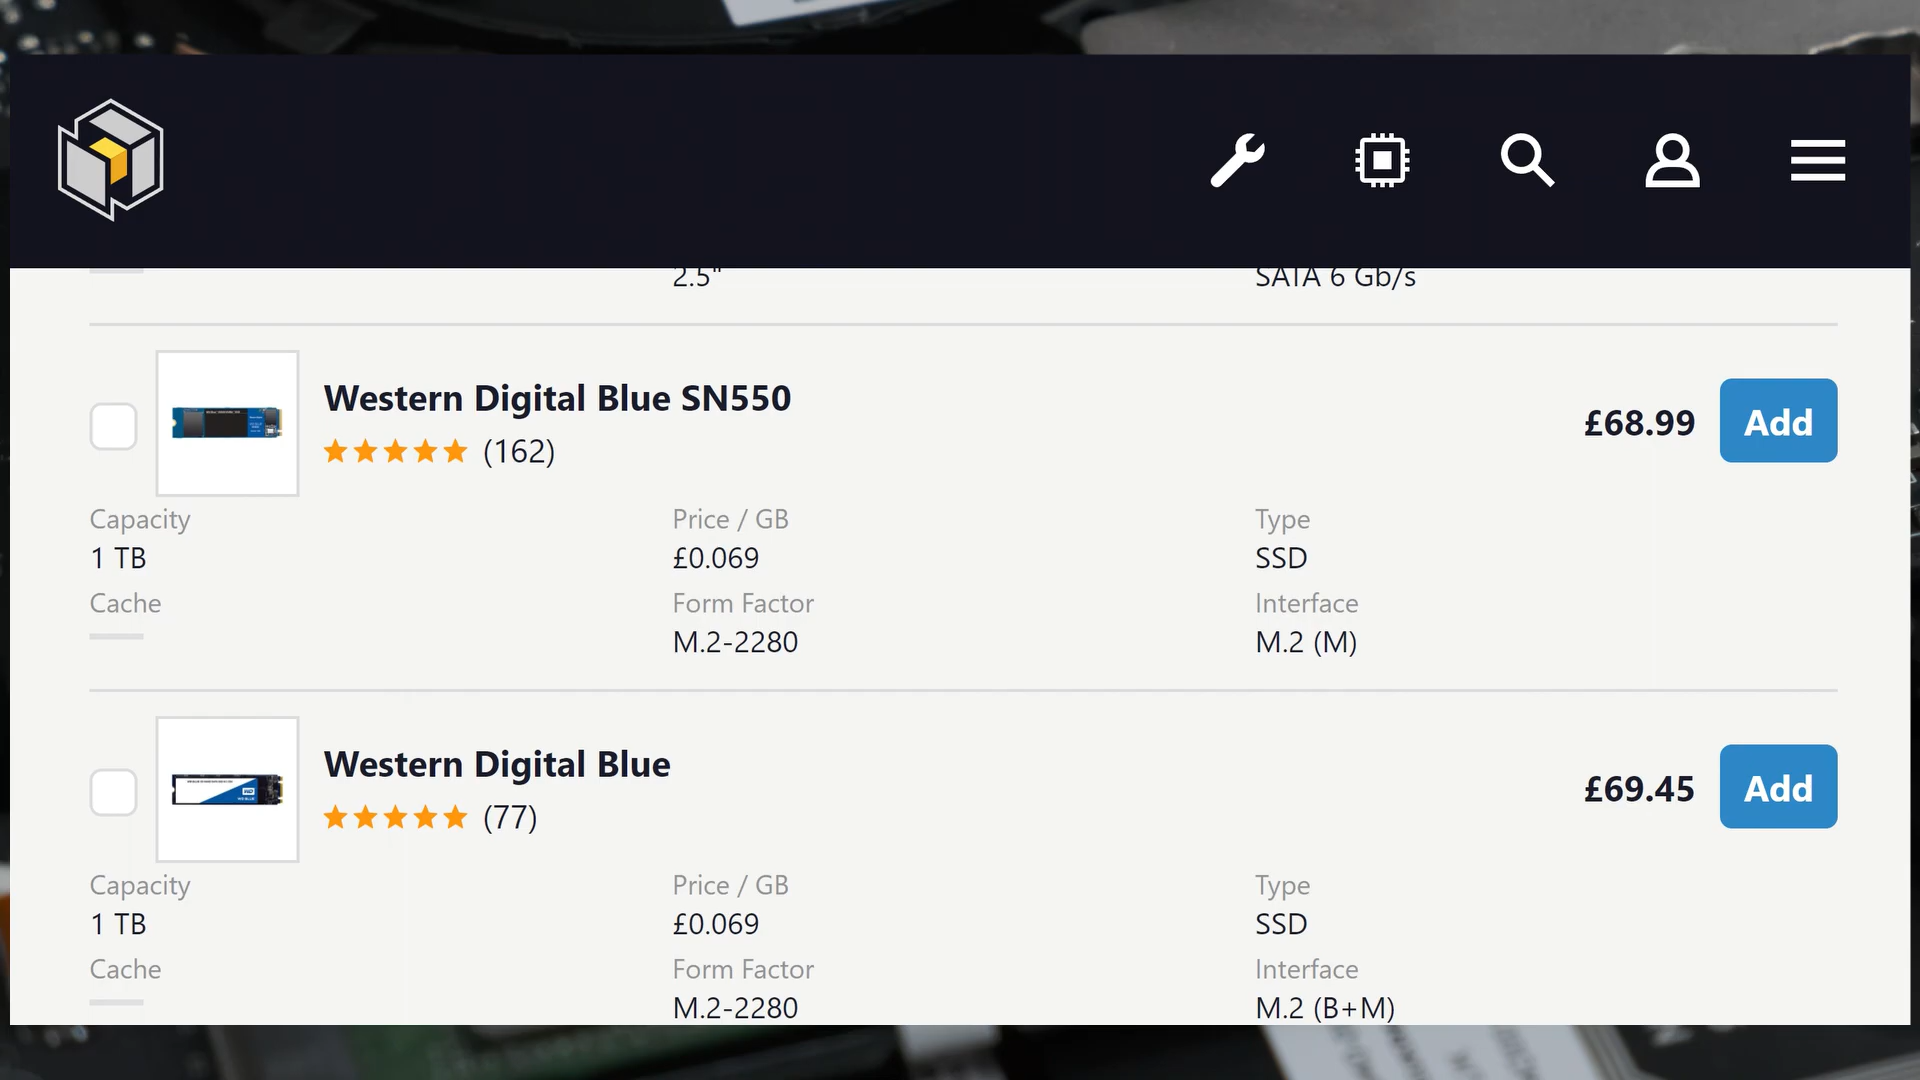 2.5" SATA 6 Gb/s
Western Digital Blue SN550
(162)
£68.99 Add
Capacity Price / GB Type
1 TB £0.069 SSD
Cache Form Factor Interface
M.2-2280 M.2 (M)
Western Digital Blue
(77)
£69.45 Add
Capacity Price / GB Type
1 TB £0.069 SSD
Cache Form Factor Interface
M.2-2280 M.2 (B+M)